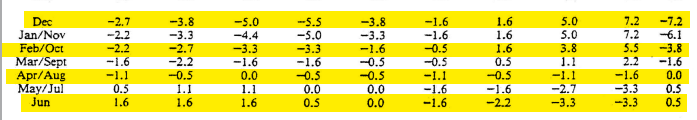 Dec −2.7 −3.8 −5.0 −5.5 −3.8 −1.6 1.6 5.0 7.2 −7.2
Jan/Nov −2.2 −3.3 −4.4 −5.0 −3.3 −1.6 1.6 5.0 7.2 −6.1
Feb/Oct −2.2 −2.7 −3.3 −3.3 −1.6 −0.5 1.6 3.8 5.5 −3.8
Mar/Sept −1.6 −2.2 −1.6 −1.6 −0.5 −0.5 0.5 1.1 2.2 −1.6
Apr/Aug −1.1 −0.5 0.0 −0.5 −0.5 −1.1 −0.5 −1.1 −1.6 0.0
May/Jul 0.5 1.1 1.1 0.0 0.0 −1.6 −1.6 −2.7 −3.3 0.5
Jun 1.6 1.6 1.6 0.5 0.0 −1.6 −2.2 −3.3 −3.3 0.5